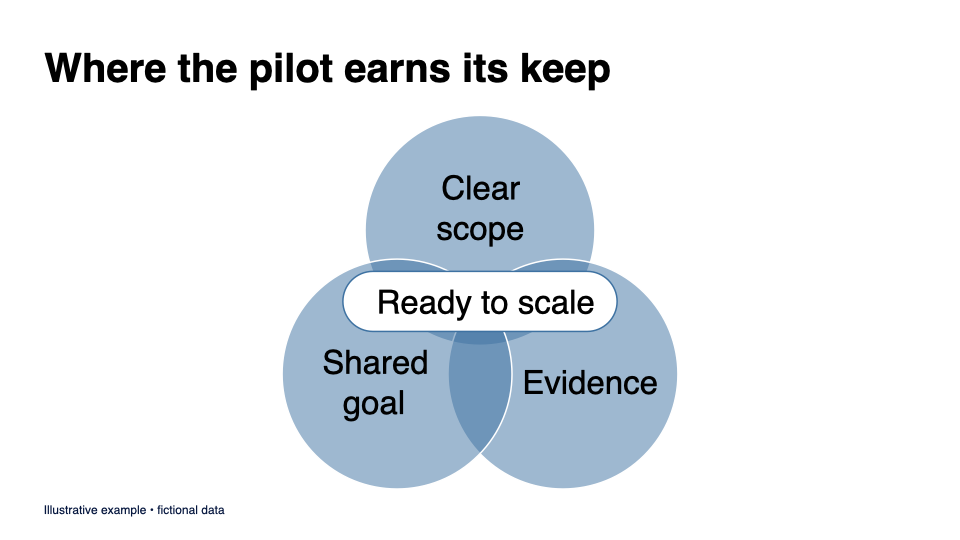 Where the pilot earns its keep
Clear
scope
Ready to scale
Shared
goal
Evidence
Illustrative example • fictional data